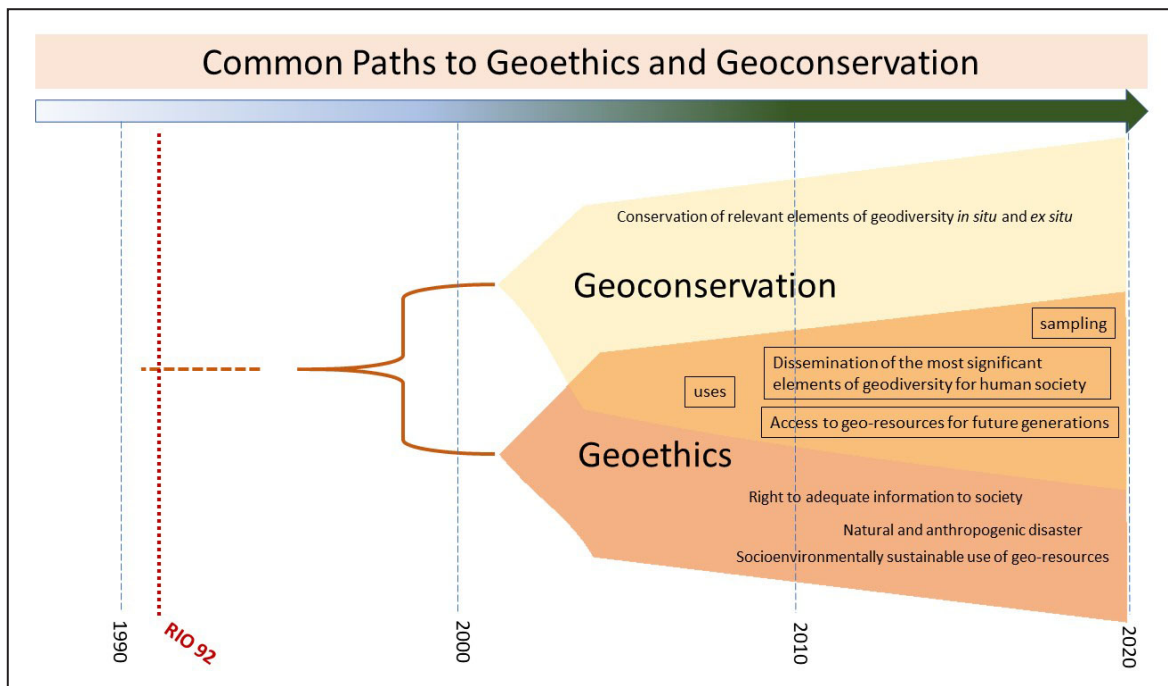 Common Paths to Geoethics and Geoconservation
Conservation of relevant elements of geodiversity in situ and ex situ
Geoconservation
sampling
Dissemination of the most significant
elements of geodiversity for human society
uses
Access to geo-resources for future generations
Geoethics
Right to adequate information to society
Natural and anthropogenic disaster
Socioenvironmentally sustainable use of geo-resources
1990
RIO 92
2000
2010
2020